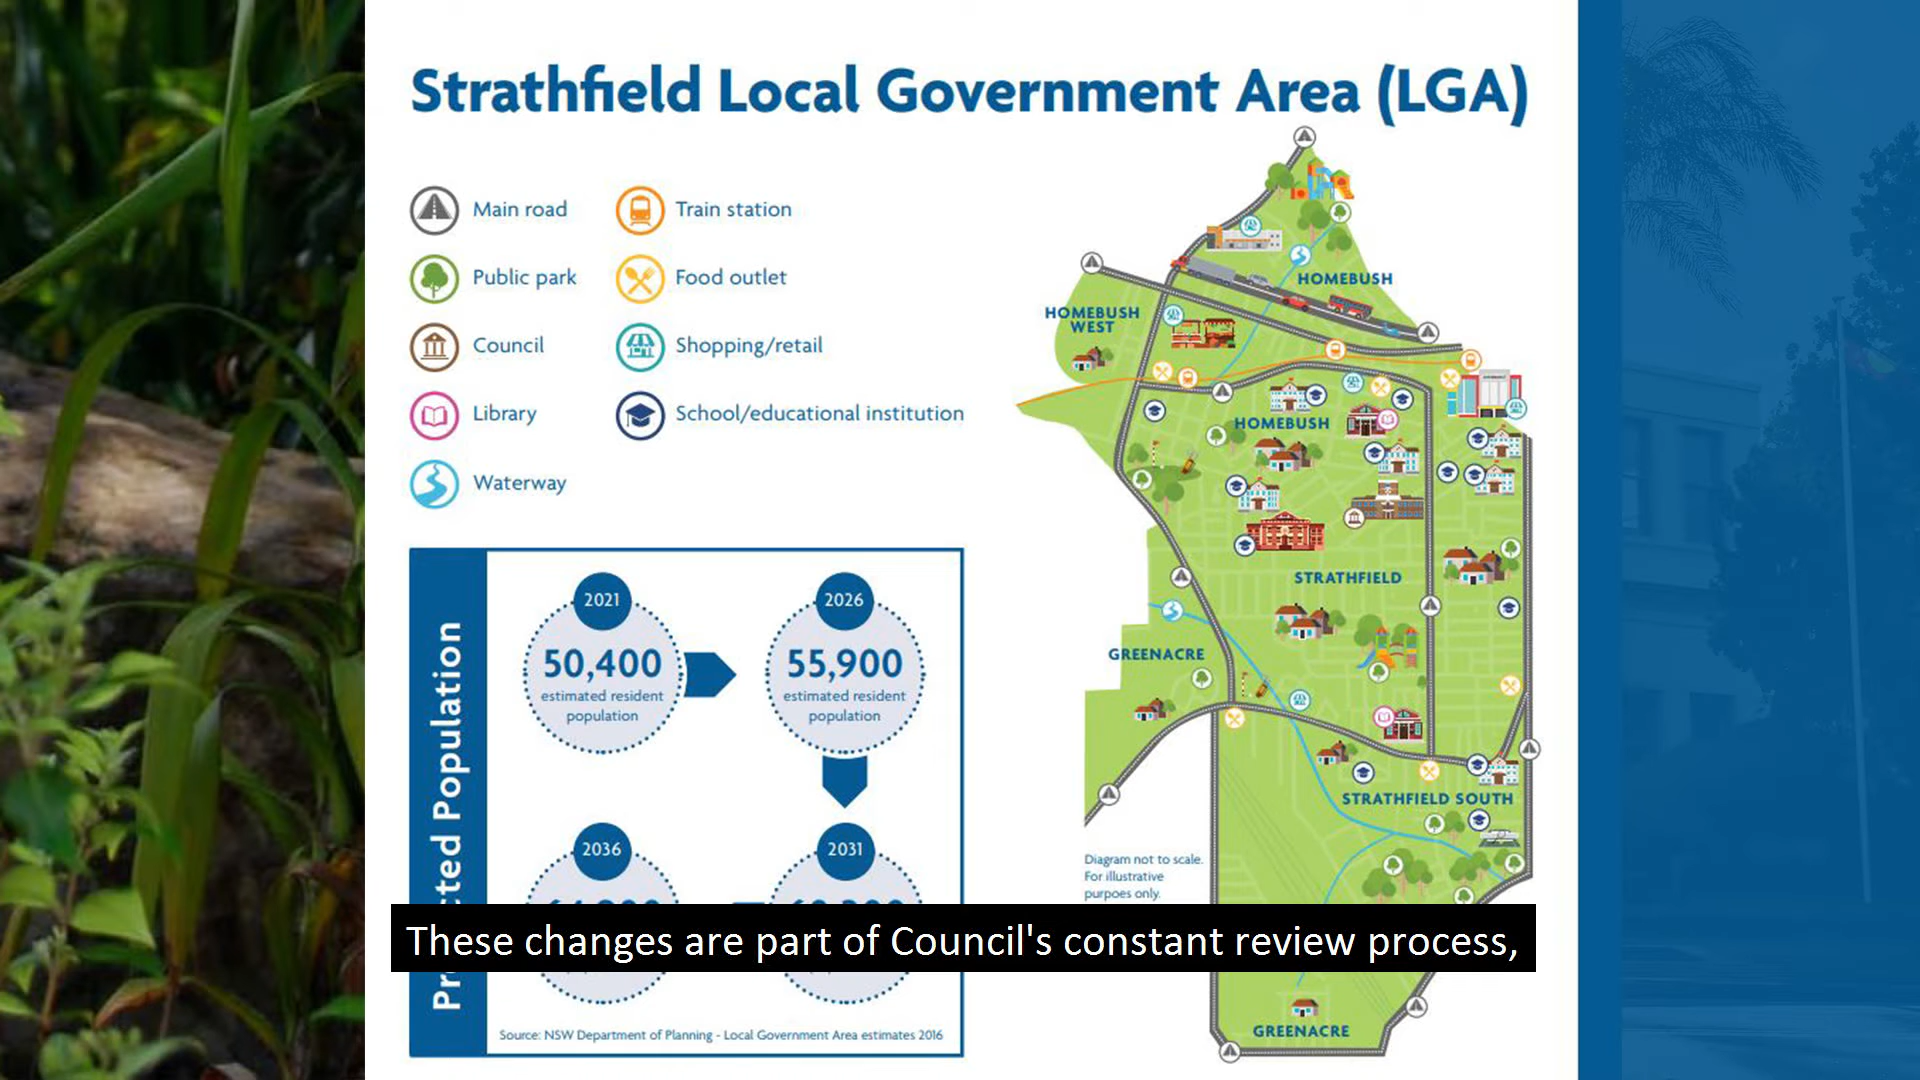 Strathfield Local Government Area (LGA)
Main road
Train station
Public park
Food outlet
Council
Shopping/retail
Library
School/educational institution
Waterway
HOMEBUSH
HOMEBUSH
WEST
HOMEBUSH
STRATHFIELD
GREENACRE
STRATHFIELD SOUTH
Diagram not to scale.
For illustrative
purpoes only.
GREENACRE
2021
50,400
estimated resident
population
2026
55,900
estimated resident
population
2036
2031
Population
Source: NSW Department of Planning - Local Government Area estimates 2016
These changes are part of Council's constant review process,